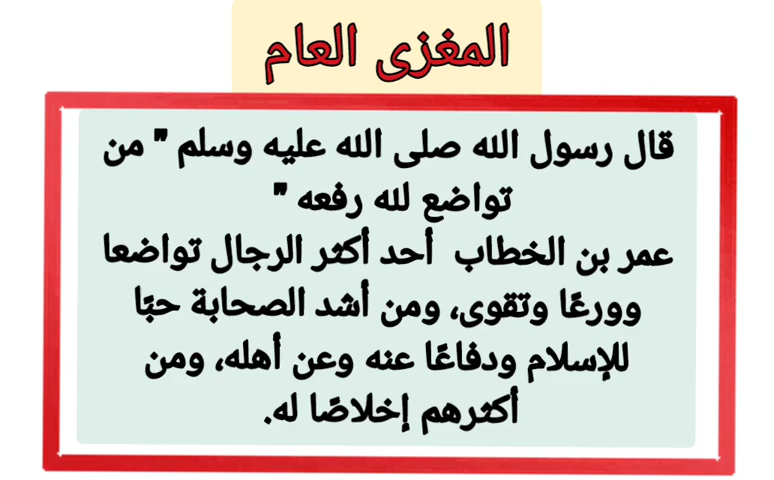 المغزى العام
قال رسول الله صلى الله عليه وسلم " من
تواضع لله رفعه "
عمر بن الخطاب أحد أكثر الرجال تواضعا
وورعًا وتقوى، ومن أشد الصحابة حبًا
للإسلام ودفاعًا عنه وعن أهله، ومن
أكثرهم إخلاصًا له.